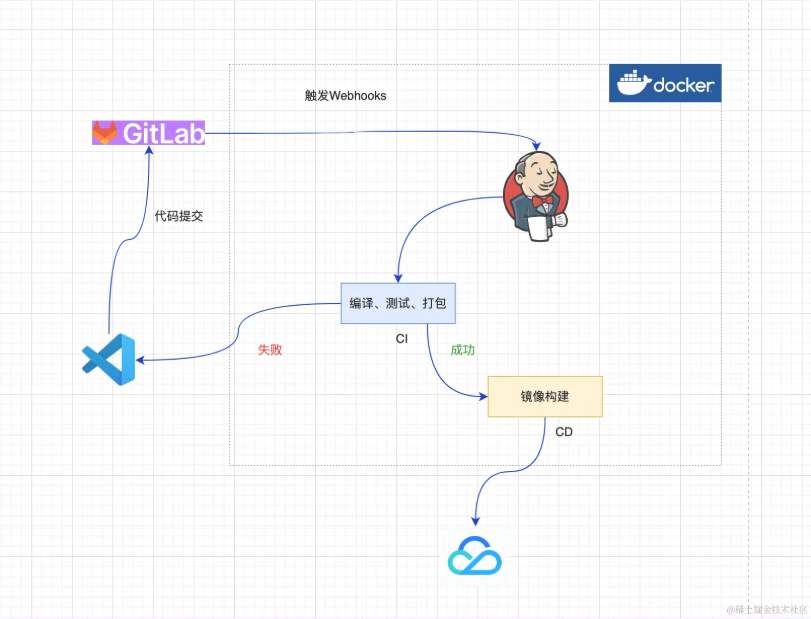 docker
触发Webhooks
GitLab
代码提交
编译、测试、打包
CI
失败
成功
镜像构建
CD
@稀土掘金技术社区